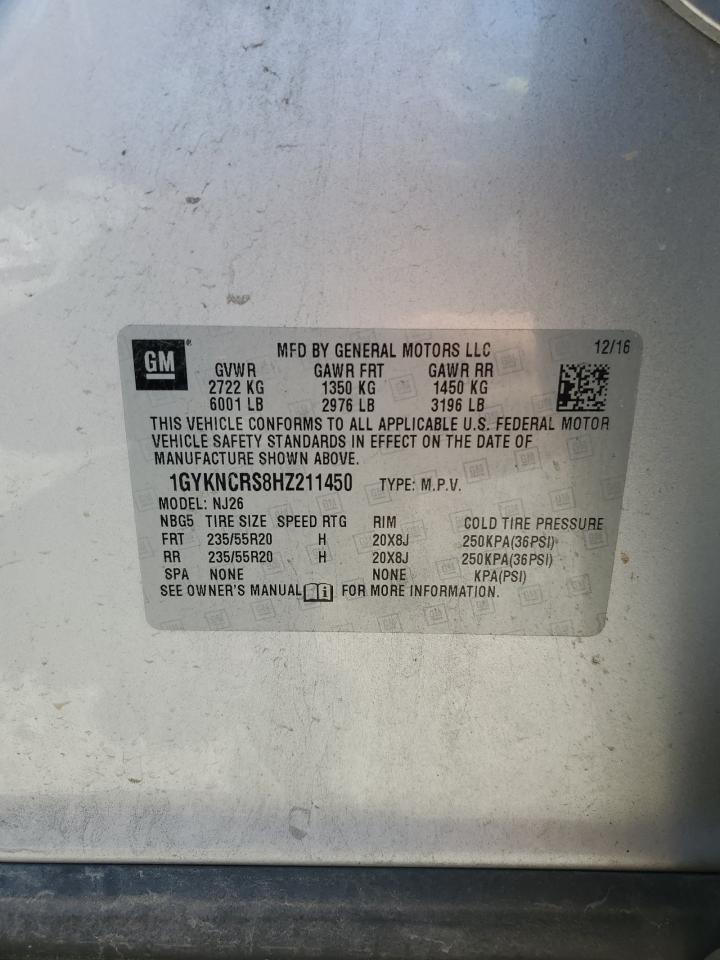 GM
®
MFD BY GENERAL MOTORS LLC 12/16
GVWR GAWR FRT GAWR RR
2722 KG 1350 KG 1450 KG
6001 LB 2976 LB 3196 LB
THIS VEHICLE CONFORMS TO ALL APPLICABLE U.S. FEDERAL MOTOR
VEHICLE SAFETY STANDARDS IN EFFECT ON THE DATE OF
MANUFACTURE SHOWN ABOVE.
1GYKNCRS8HZ211450 TYPE: M.P.V.
MODEL: NJ26
NBG5 TIRE SIZE SPEED RTG RIM COLD TIRE PRESSURE
FRT 235/55R20 H 20X8J 250KPA(36PSI)
RR 235/55R20 H 20X8J 250KPA(36PSI)
SPA NONE NONE KPA(PSI)
SEE OWNER'S MANUAL i FOR MORE INFORMATION.